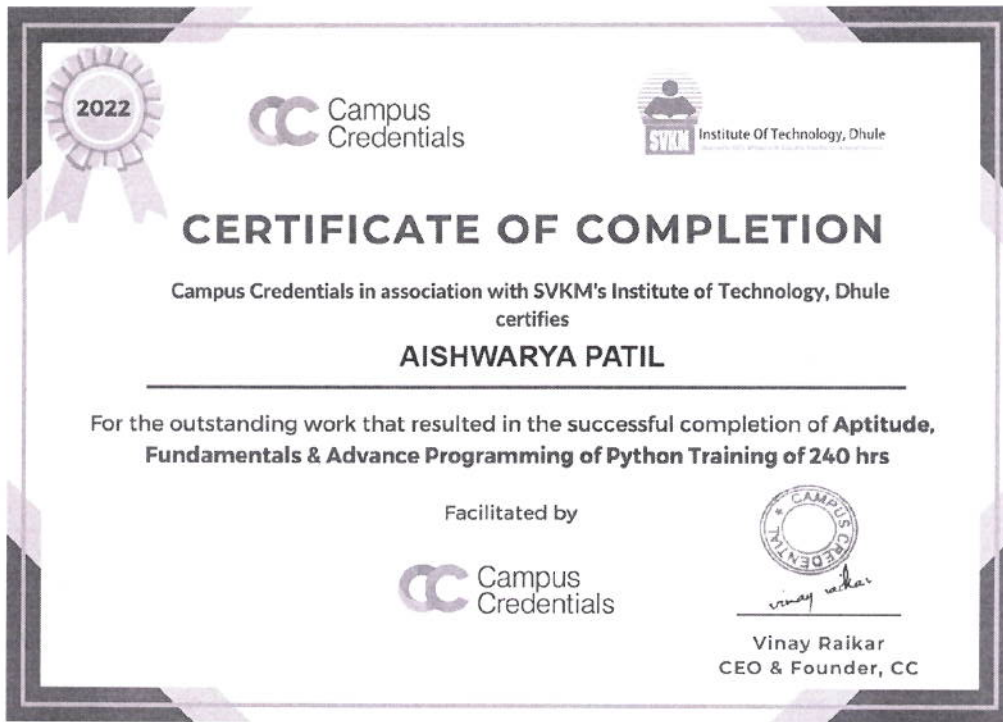 2022
Campus
Credentials
SVKM
Institute Of Technology, Dhule
CERTIFICATE OF COMPLETION
Campus Credentials in association with SVKM's Institute of Technology, Dhule
certifies
AISHWARYA PATIL
For the outstanding work that resulted in the successful completion of Aptitude,
Fundamentals & Advance Programming of Python Training of 240 hrs
Facilitated by
Campus
Credentials
* CAMPUS CREDENTIAL
vinay raikar
Vinay Raikar
CEO & Founder, CC